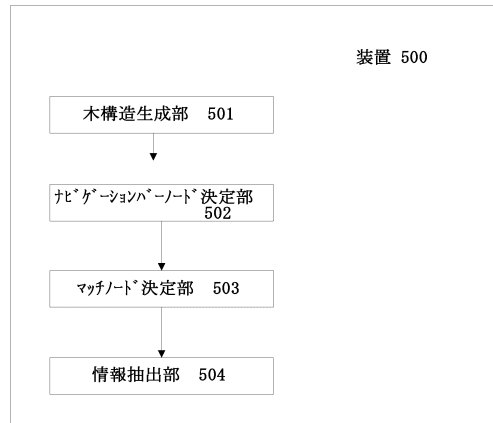 装置 500
木構造生成部 501
ﾅﾋﾞｹﾞｰｼｮﾝﾊﾞｰﾉｰﾄﾞ決定部
502
ﾏｯﾁﾉｰﾄﾞ決定部 503
情報抽出部 504